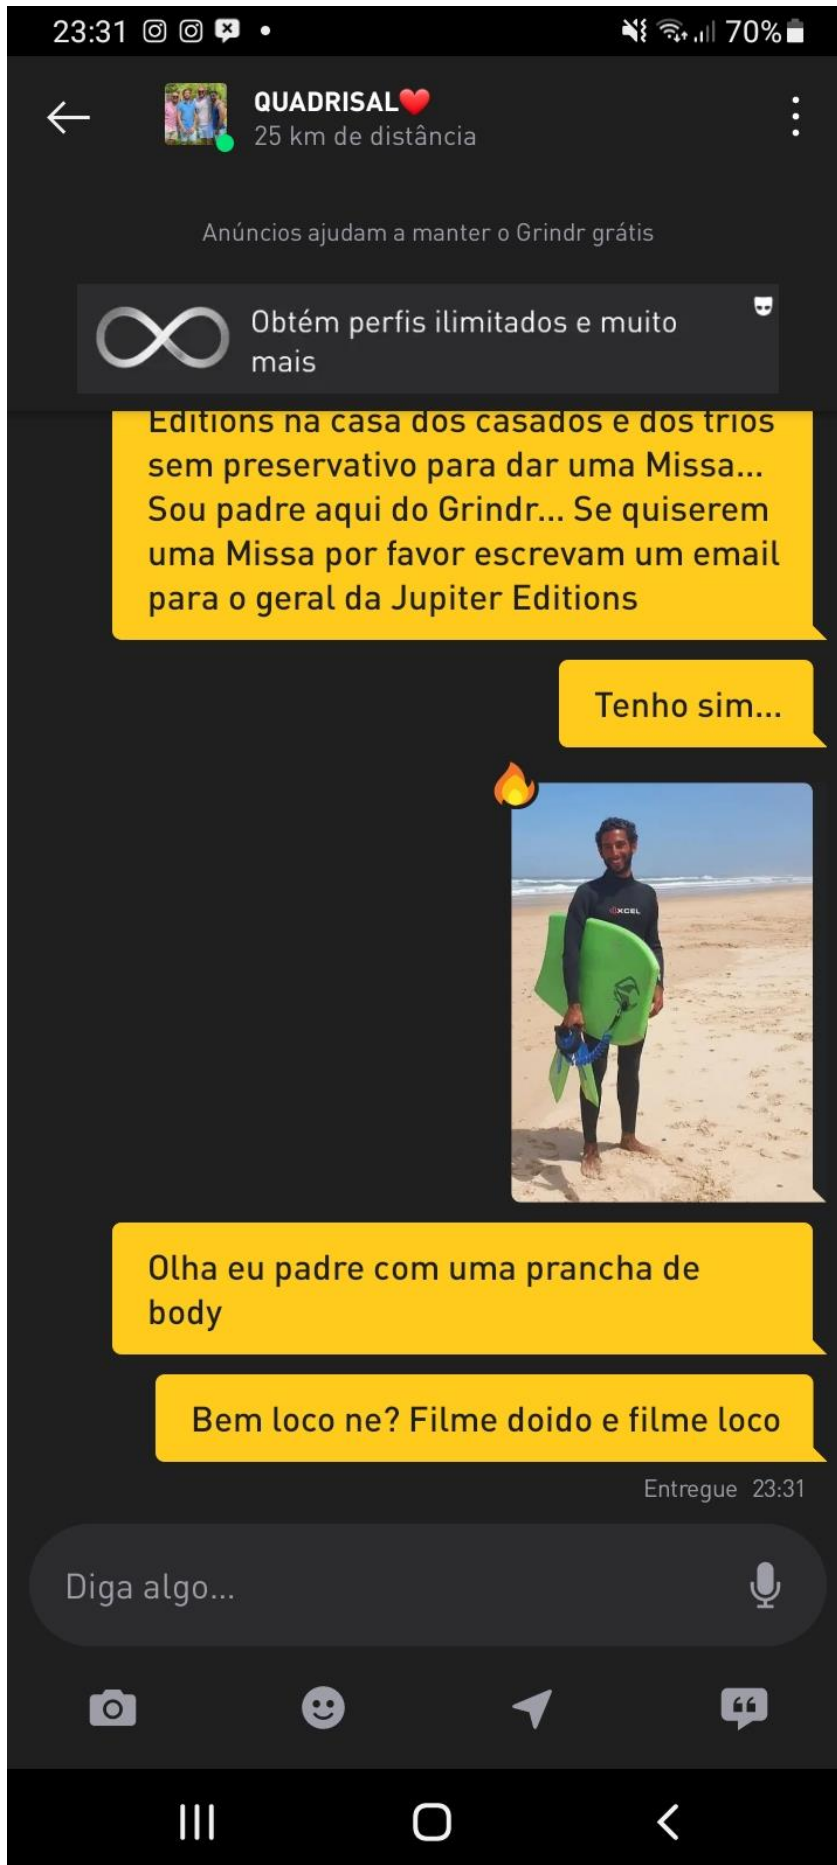 23:31
70%
QUADRISAL
25 km de distância
Anúncios ajudam a manter o Grindr grátis
Obtém perfis ilimitados e muito
mais
Editions na casa dos casados e dos trios
sem preservativo para dar uma Missa...
Sou padre aqui do Grindr... Se quiserem
uma Missa por favor escrevam um email
para o geral da Jupiter Editions
Tenho sim...
XCEL
Olha eu padre com uma prancha de
body
Bem loco ne? Filme doido e filme loco
Entregue 23:31
Diga algo...